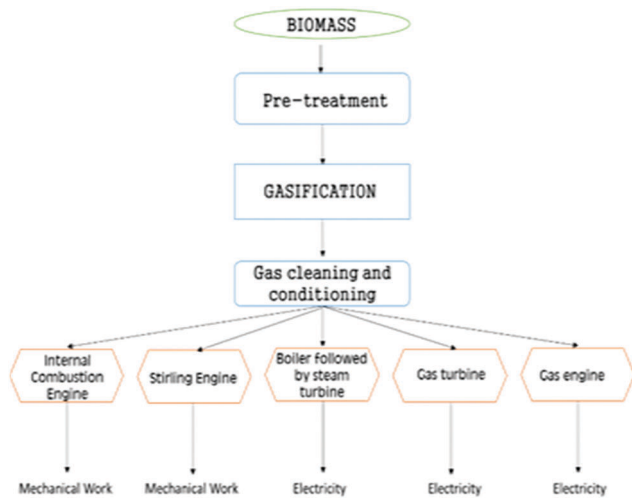 BIOMASS
Pre-treatment
GASIFICATION
Gas cleaning and
conditioning
Internal
Combustion
Engine
Stirling Engine
Boiler followed
by steam
turbine
Gas turbine
Gas engine
Mechanical Work
Mechanical Work
Electricity
Electricity
Electricity